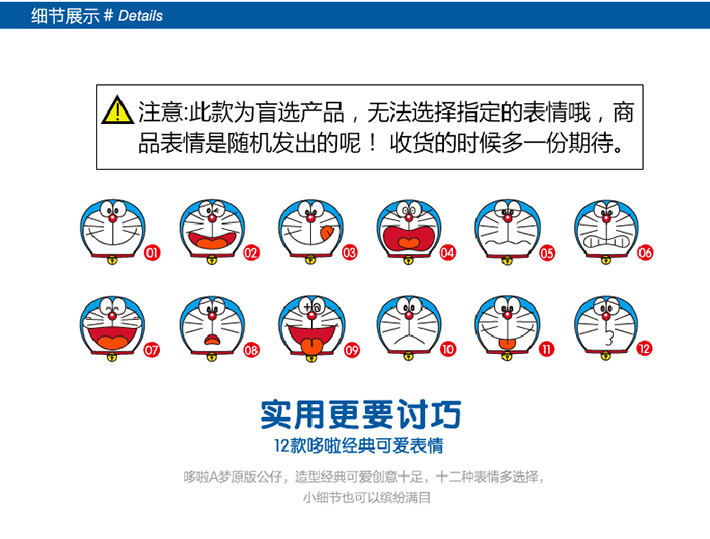 细节展示 # Details
注意:此款为盲选产品，无法选择指定的表情哦，商
品表情是随机发出的呢！ 收货的时候多一份期待。
01 02 03 04 05 06
+@
07 08 09 10 11 12
实用更要讨巧
12款哆啦经典可爱表情
哆啦A梦原版公仔，造型经典可爱创意十足，十二种表情多选择，
小细节也可以缤纷满目